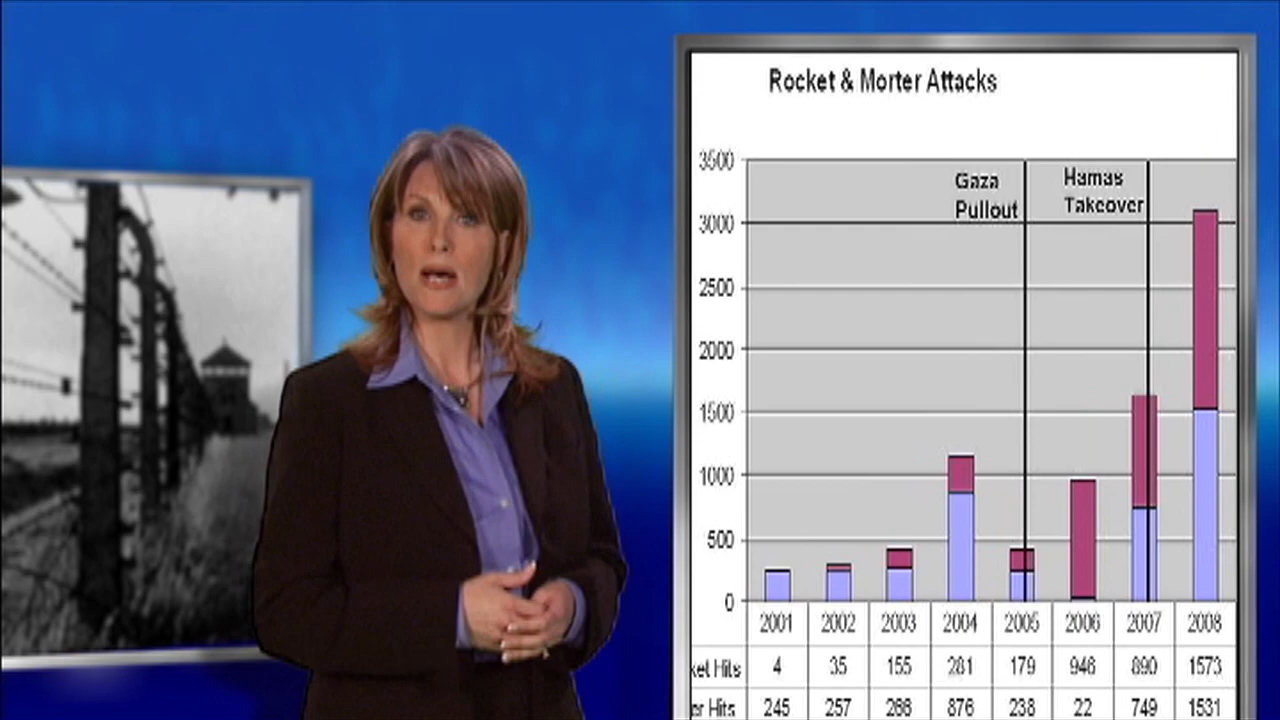 Rocket & Morter Attacks
3500
Gaza
Pullout
Hamas
Takeover
3000
2500
2000
1500
1000
500
0
2001 2002 2003 2004 2005 2006 2007 2008
ket Hits 4 35 155 281 179 946 890 1573
er Hits 245 257 266 876 238 22 749 1531